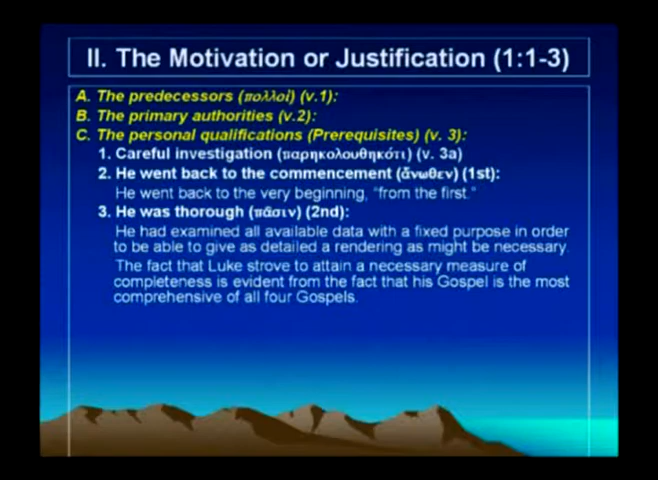 II. The Motivation or Justification (1:1-3)
A. The predecessors (πολλοί) (v.1):
B. The primary authorities (v.2):
C. The personal qualifications (Prerequisites) (v. 3):
1. Careful investigation (παρηκολουθηκότι) (v. 3a)
2. He went back to the commencement (ἄνωθεν) (1st):
He went back to the very beginning, “from the first.”
3. He was thorough (πᾶσιν) (2nd):
He had examined all available data with a fixed purpose in order
to be able to give as detailed a rendering as might be necessary.
The fact that Luke strove to attain a necessary measure of
completeness is evident from the fact that his Gospel is the most
comprehensive of all four Gospels.